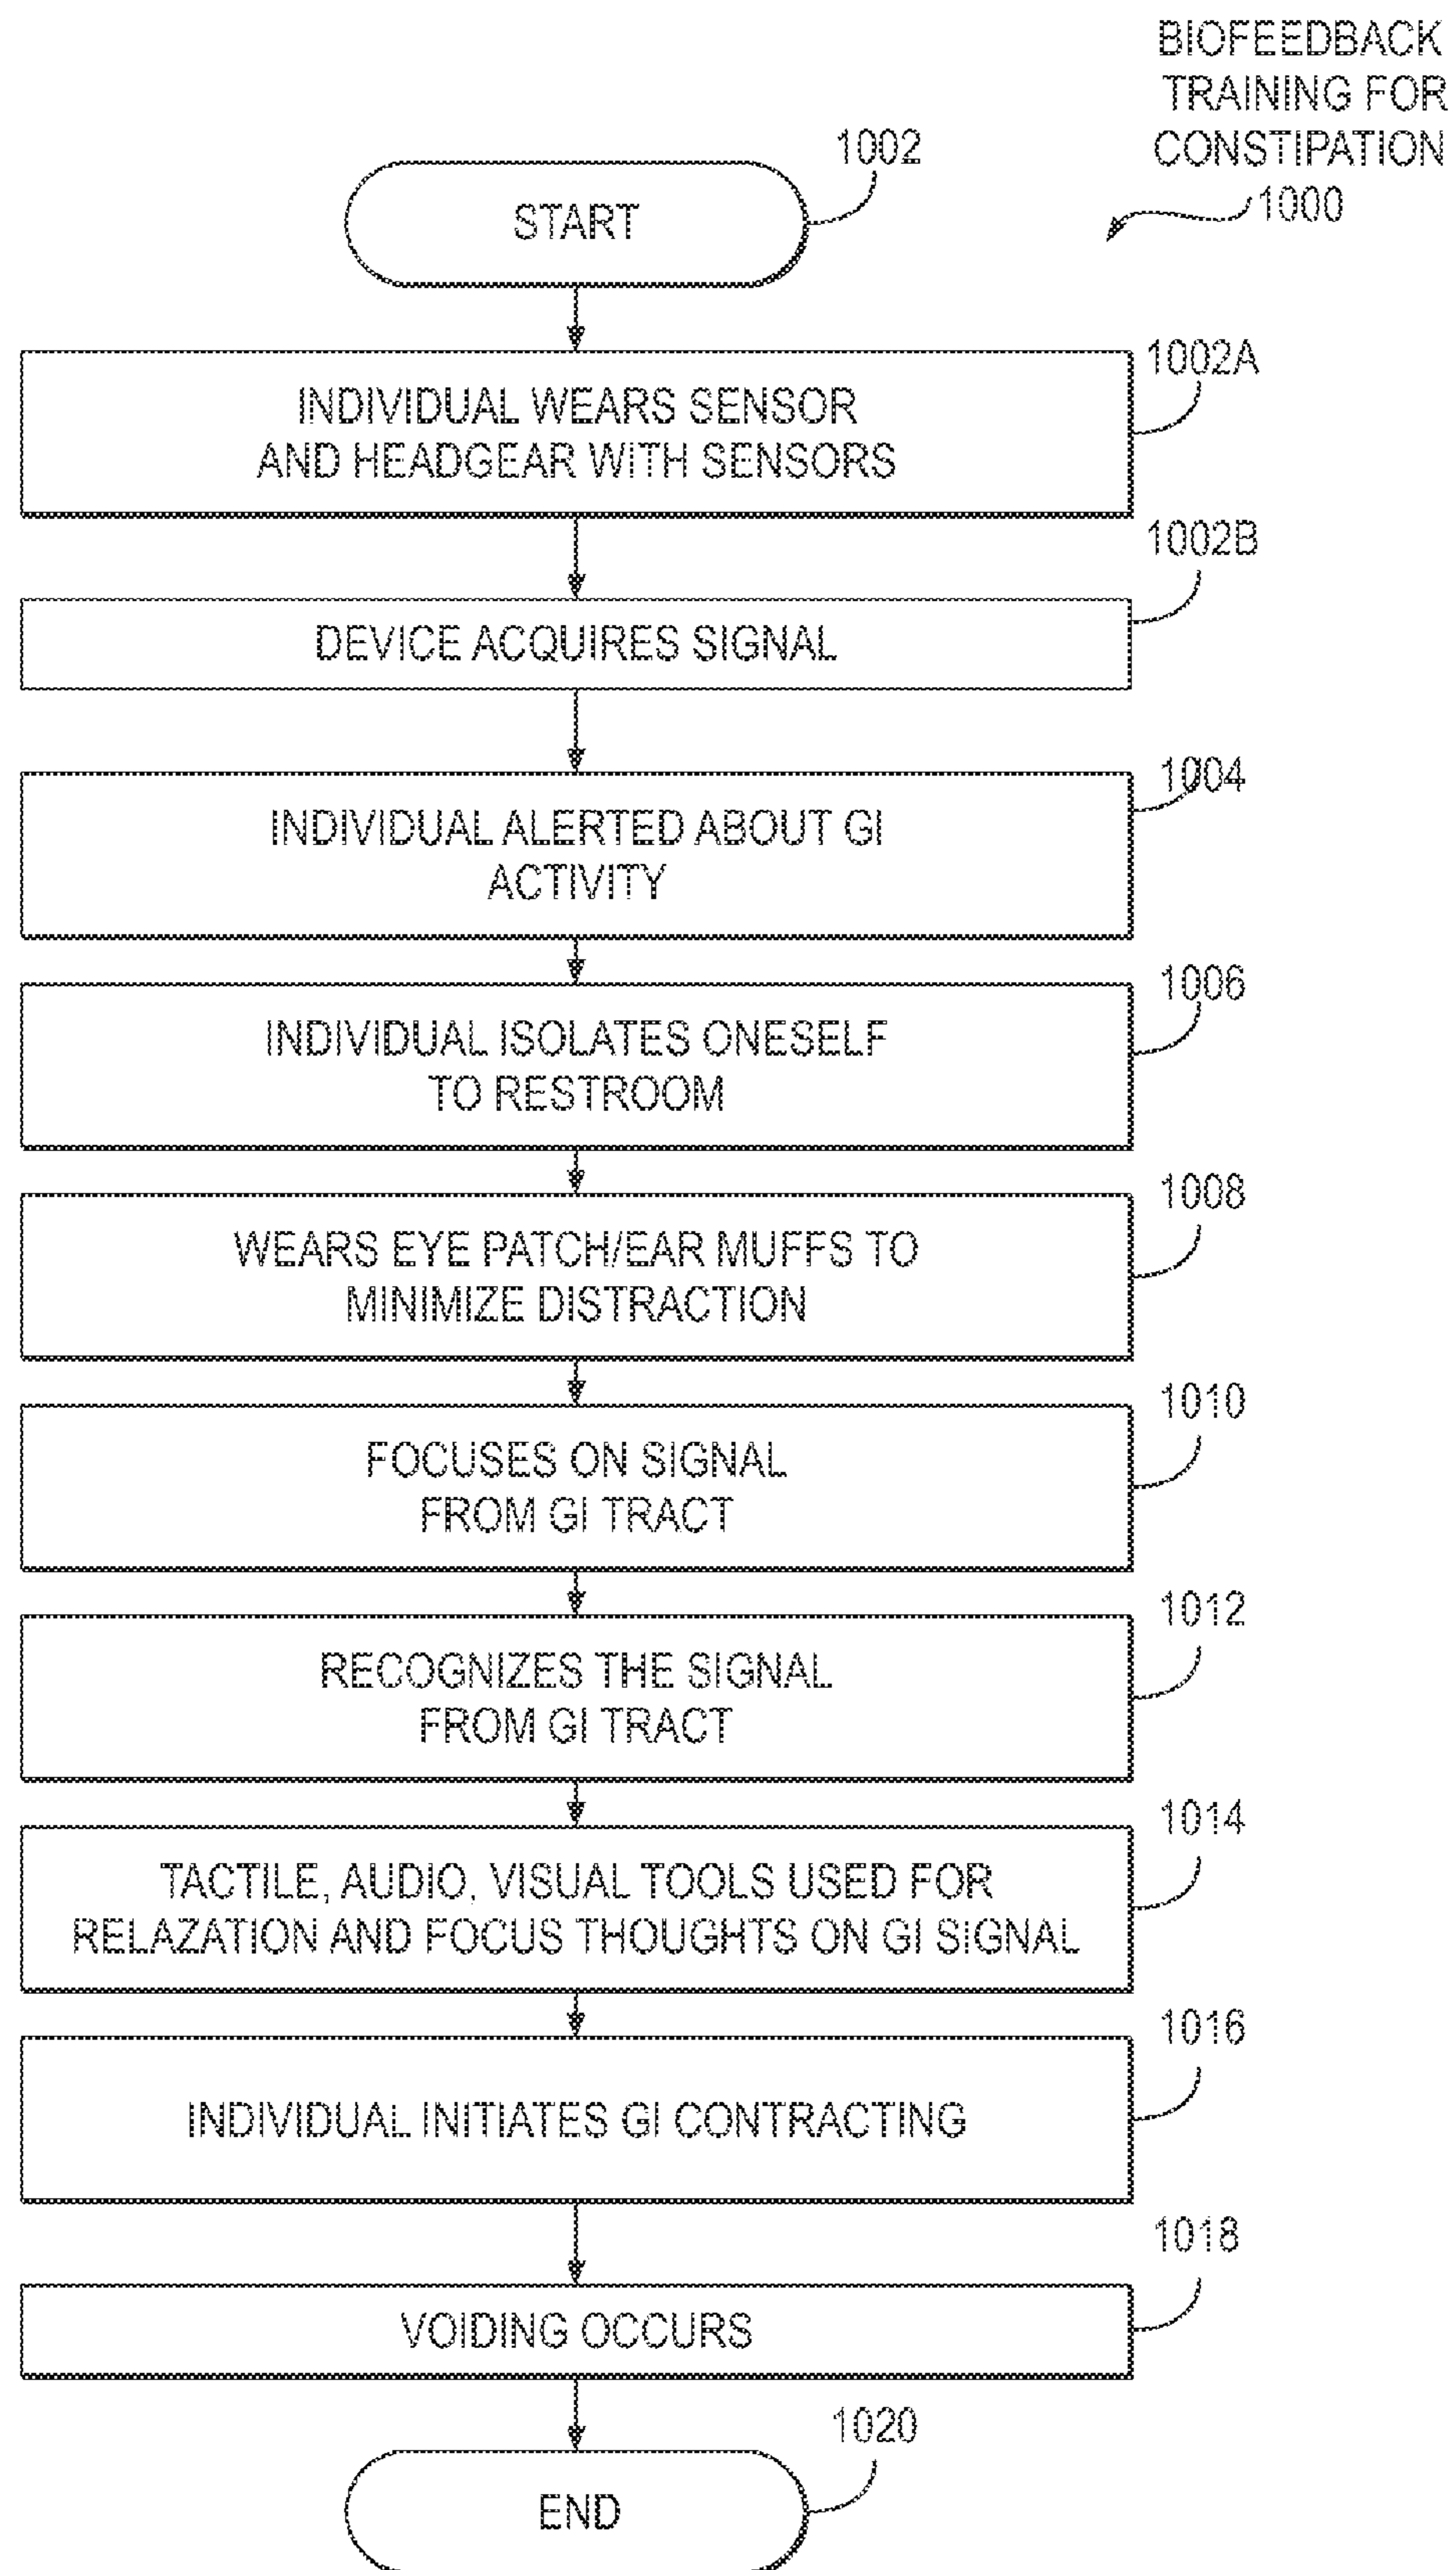 BIOFEEDBACK
TRAINING FOR
CONSTIPATION
1000
1002
START
1002A
INDIVIDUAL WEARS SENSOR
AND HEADGEAR WITH SENSORS
1002B
DEVICE ACQUIRES SIGNAL
1004
INDIVIDUAL ALERTED ABOUT GI
ACTIVITY
1006
INDIVIDUAL ISOLATES ONESELF
TO RESTROOM
1008
WEARS EYE PATCH/EAR MUFFS TO
MINIMIZE DISTRACTION
1010
FOCUSES ON SIGNAL
FROM GI TRACT
1012
RECOGNIZES THE SIGNAL
FROM GI TRACT
1014
TACTILE, AUDIO, VISUAL TOOLS USED FOR
RELAZATION AND FOCUS THOUGHTS ON GI SIGNAL
1016
INDIVIDUAL INITIATES GI CONTRACTING
1018
VOIDING OCCURS
1020
END